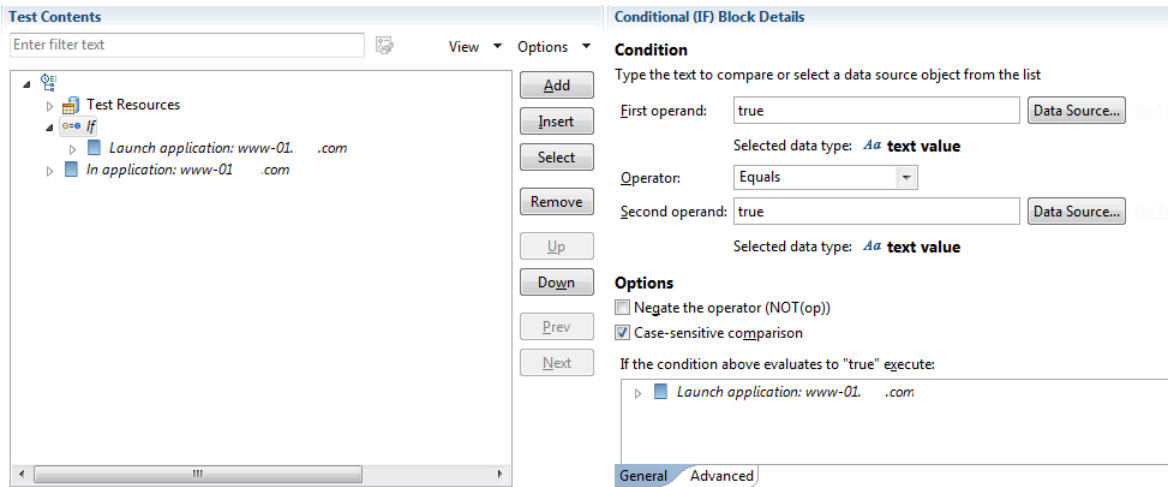 Test Contents
Enter filter text
View
Options
Test Resources
If
Launch application: www-01. .com
In application: www-01 .com
Add
Insert
Select
Remove
Up
Down
Prev
Next
Conditional (IF) Block Details
Condition
Type the text to compare or select a data source object from the list
First operand: true Data Source...
Selected data type: Aa text value
Operator: Equals
Second operand: true Data Source...
Selected data type: Aa text value
Options
Negate the operator (NOT(op))
Case-sensitive comparison
If the condition above evaluates to "true" execute:
Launch application: www-01. .com
General Advanced